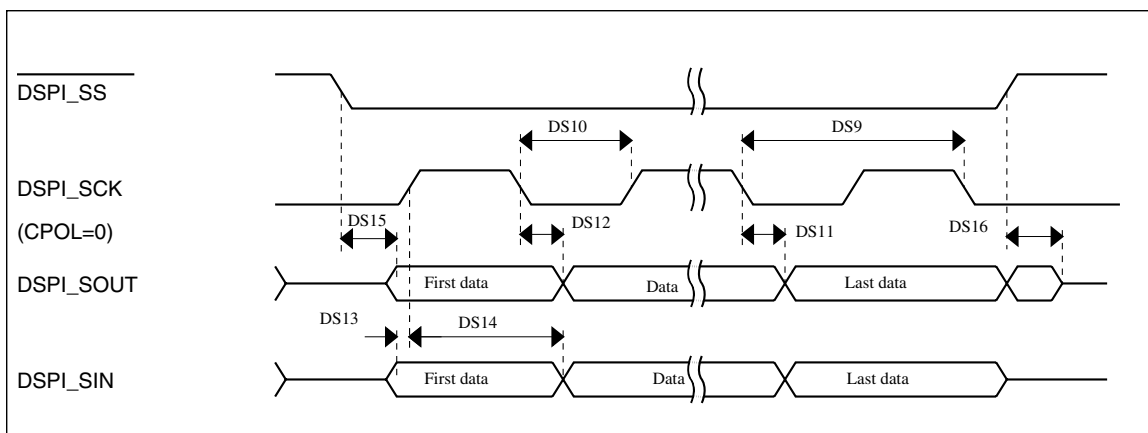 DSPI_SS
DS10
DS9
DSPI_SCK
(CPOL=0)
DS15
DS12
DS11
DS16
DSPI_SOUT
First data
Data
Last data
DS13
DS14
DSPI_SIN
First data
Data
Last data